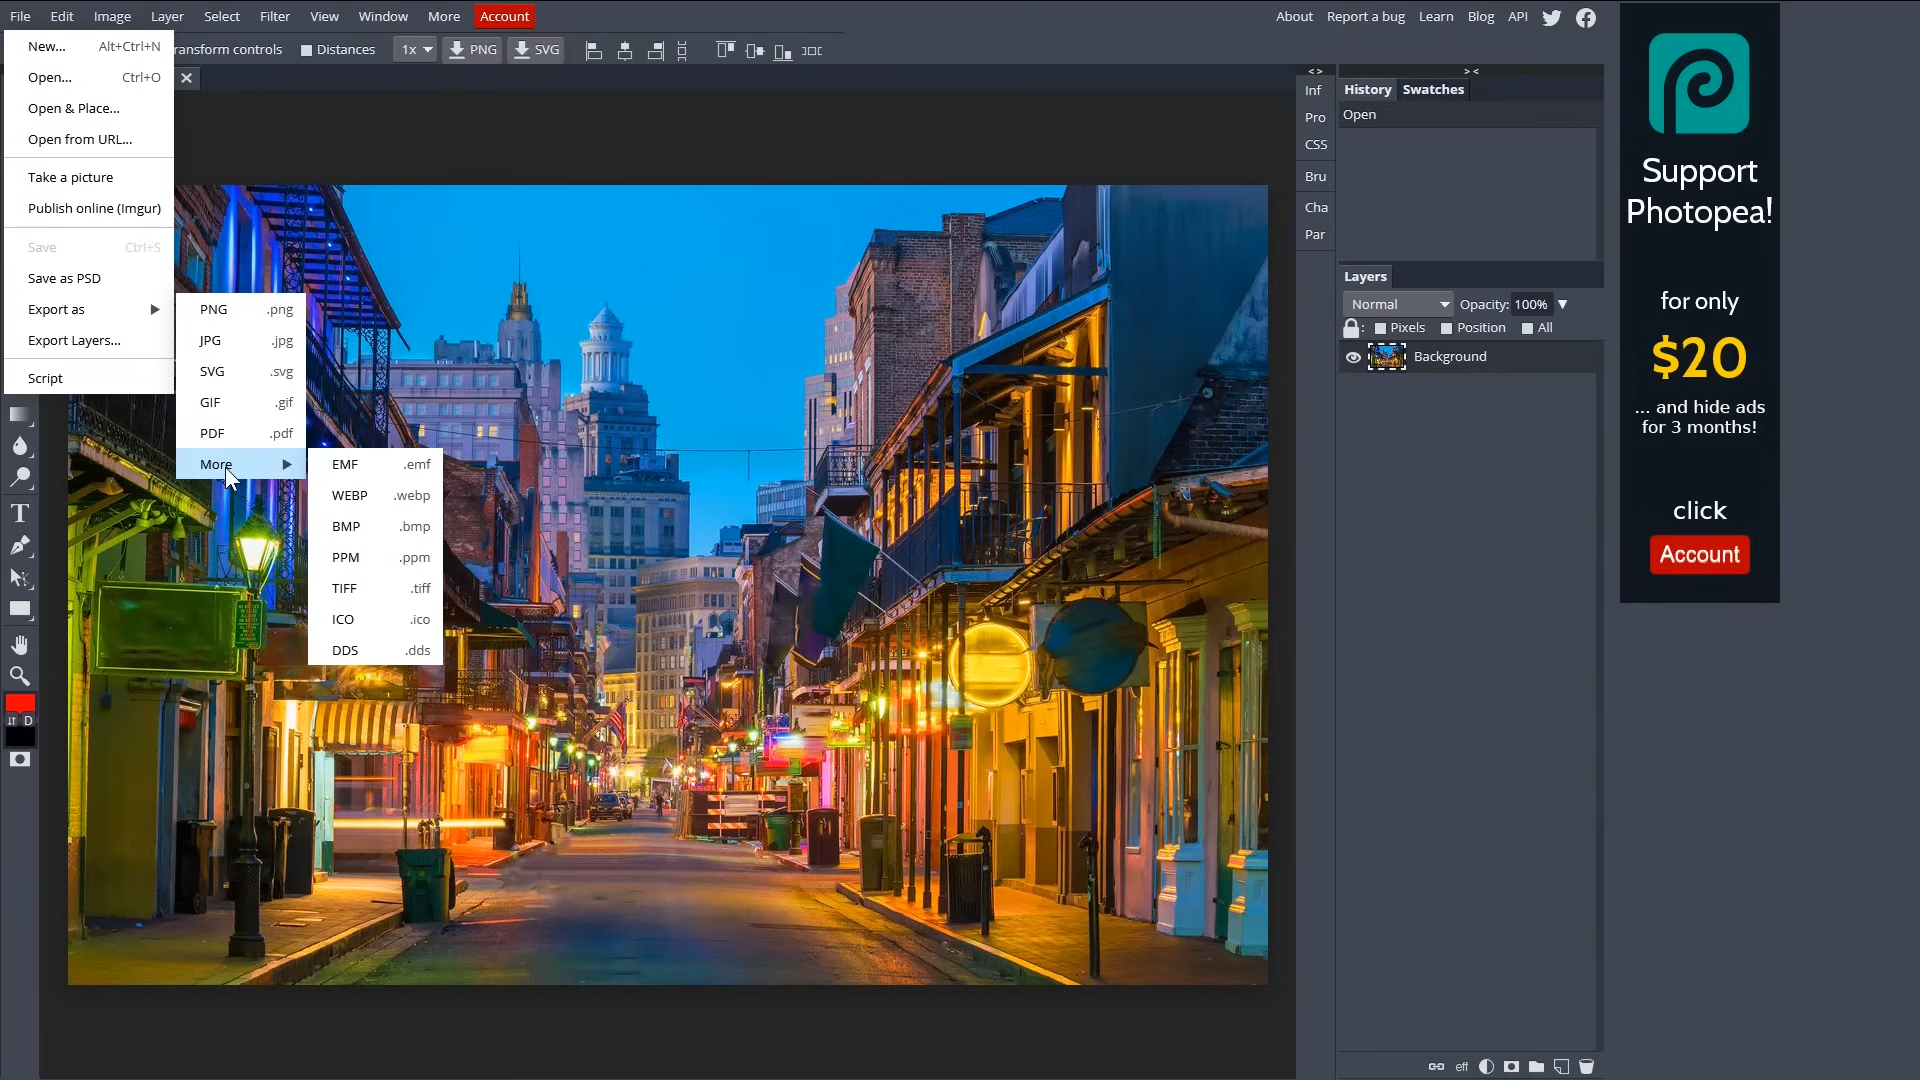 File Edit Image Layer Select Filter View Window More Account
About Report a bug Learn Blog API
ransform controls Distances 1x PNG SVG
New... Alt+Ctrl+N
Open... Ctrl+O
Open & Place...
Open from URL...
Take a picture
Publish online (Imgur)
Save Ctrl+S
Save as PSD
Export as
Export Layers...
Script
PNG .png
JPG .jpg
SVG .svg
GIF .gif
PDF .pdf
More
EMF .emf
WEBP .webp
BMP .bmp
PPM .ppm
TIFF .tiff
ICO .ico
DDS .dds
T
D
< >
Inf
Pro
CSS
Bru
Cha
Par
> <
History Swatches
Open
Layers
Normal Opacity: 100%
: Pixels Position All
Background
eff
Support
Photopea!
for only
$20
... and hide ads
for 3 months!
click
Account